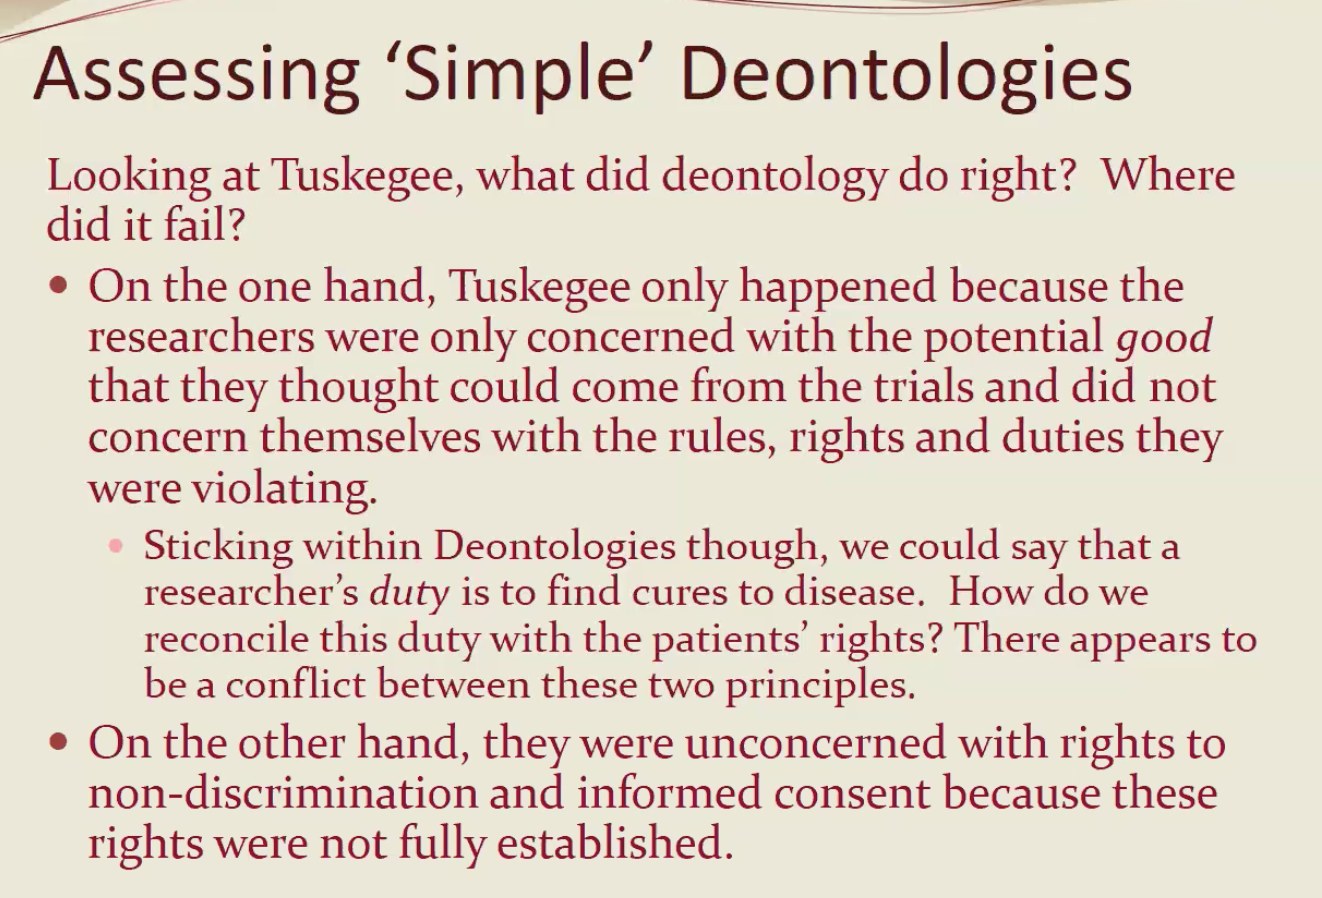 Assessing ‘Simple’ Deontologies
Looking at Tuskegee, what did deontology do right?  Where
did it fail?
• On the one hand, Tuskegee only happened because the
researchers were only concerned with the potential good
that they thought could come from the trials and did not
concern themselves with the rules, rights and duties they
were violating.
• Sticking within Deontologies though, we could say that a
researcher’s duty is to find cures to disease.  How do we
reconcile this duty with the patients’ rights? There appears to
be a conflict between these two principles.
• On the other hand, they were unconcerned with rights to
non-discrimination and informed consent because these
rights were not fully established.